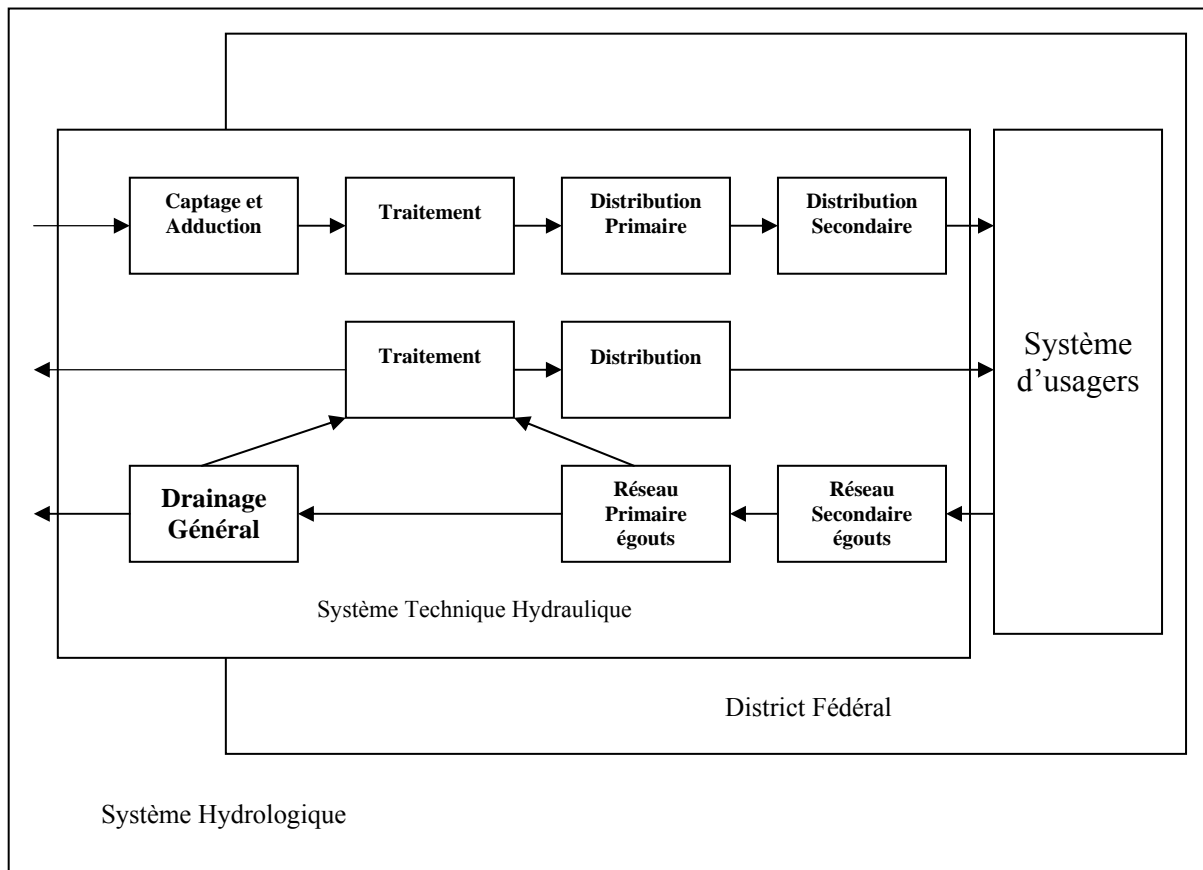 Captage et
Adduction
Traitement
Distribution
Primaire
Distribution
Secondaire
Traitement
Distribution
Système
d’usagers
Drainage
Général
Réseau
Primaire
égouts
Réseau
Secondaire
égouts
Système Technique Hydraulique
District Fédéral
Système Hydrologique